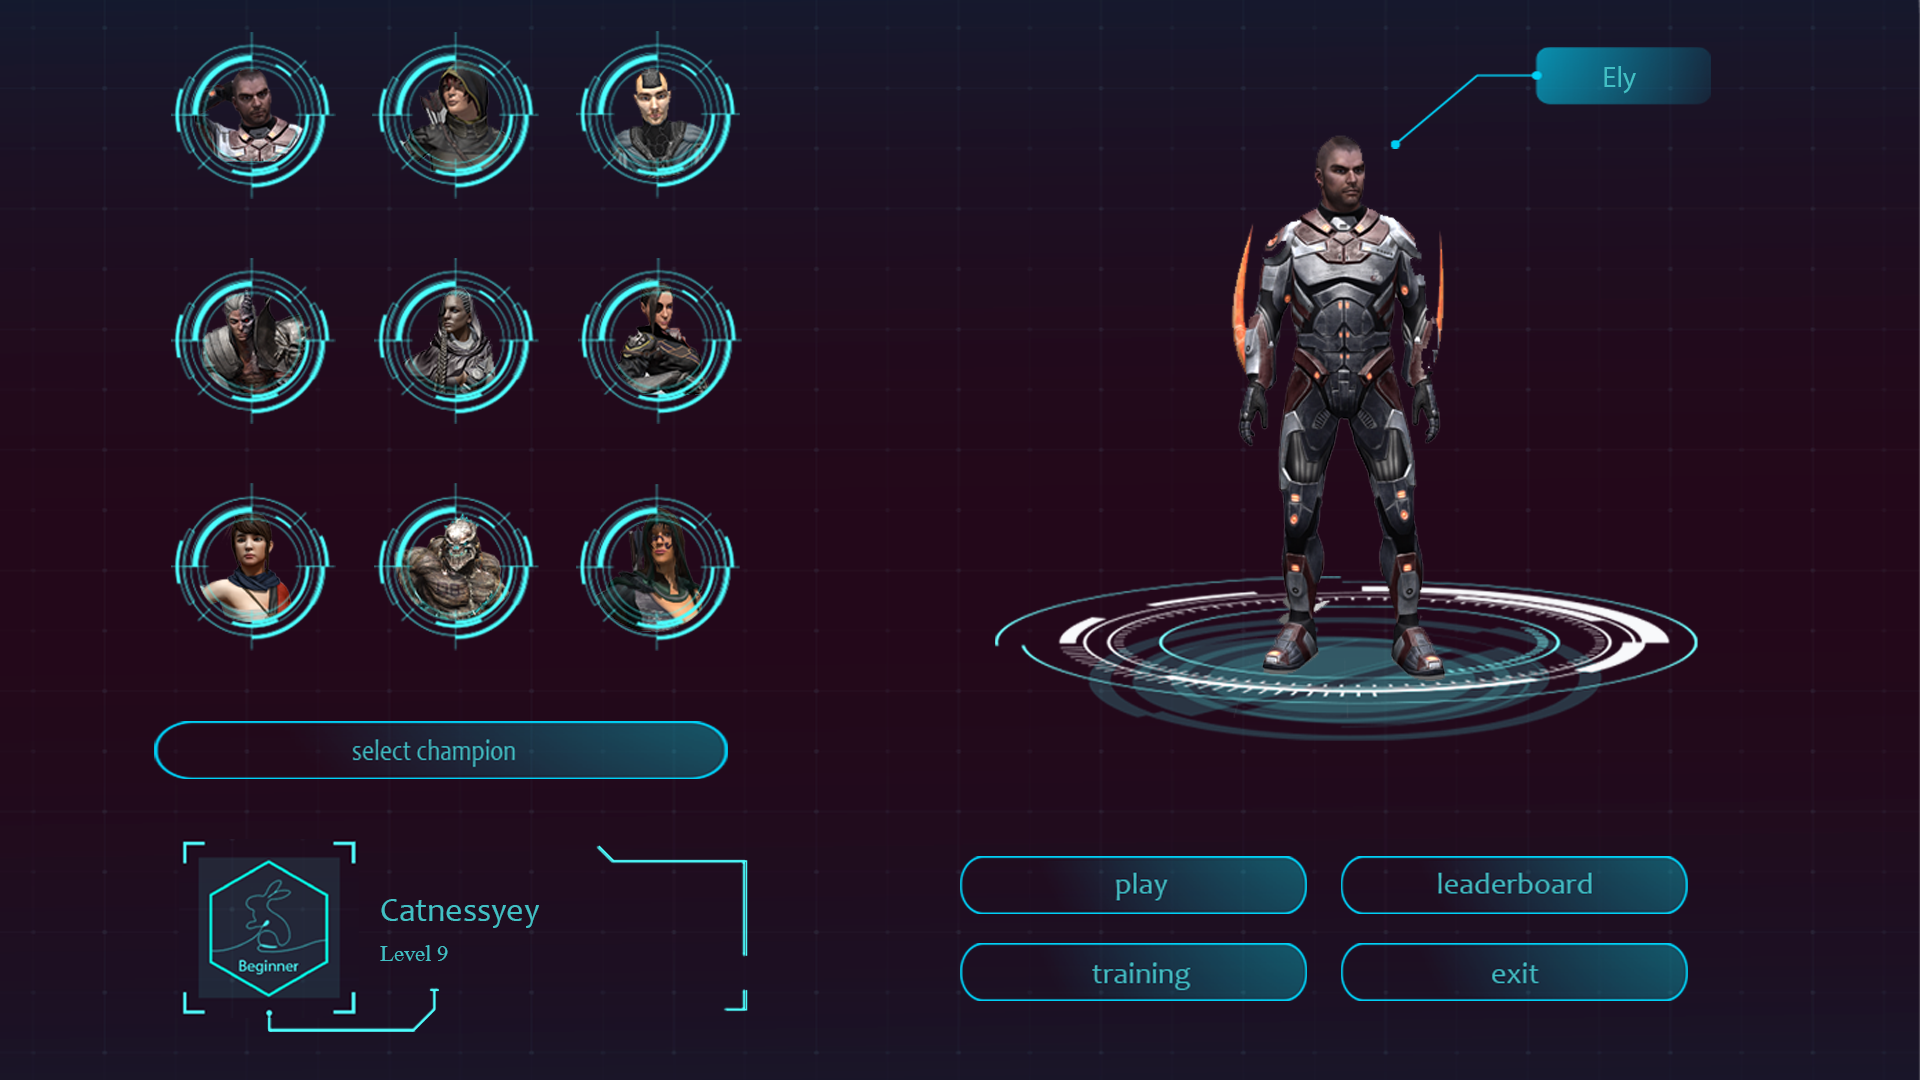 Ely
select champion
Beginner
Catnessyey
Level 9
play
leaderboard
training
exit